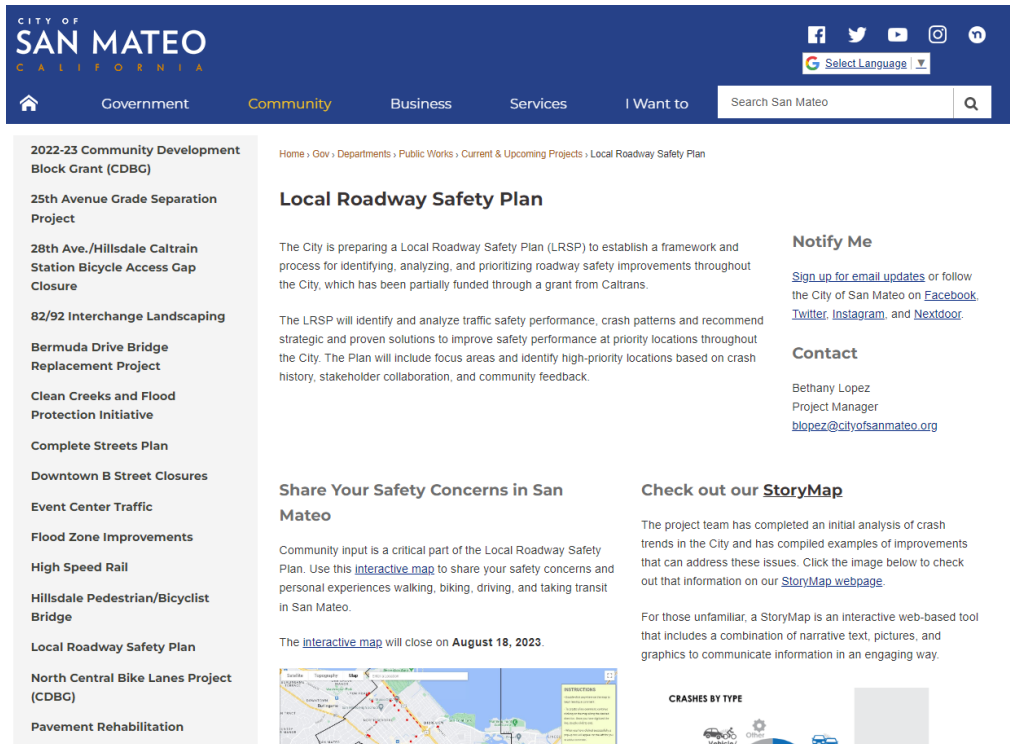 CITY OF
SAN MATEO
CALIFORNIA
Select Language ▼
Government
Community
Business
Services
I Want to
Search San Mateo
2022-23 Community Development
Block Grant (CDBG)
25th Avenue Grade Separation
Project
28th Ave./Hillsdale Caltrain
Station Bicycle Access Gap
Closure
82/92 Interchange Landscaping
Bermuda Drive Bridge
Replacement Project
Clean Creeks and Flood
Protection Initiative
Complete Streets Plan
Downtown B Street Closures
Event Center Traffic
Flood Zone Improvements
High Speed Rail
Hillsdale Pedestrian/Bicyclist
Bridge
Local Roadway Safety Plan
North Central Bike Lanes Project
(CDBG)
Pavement Rehabilitation
Home › Gov › Departments › Public Works › Current & Upcoming Projects › Local Roadway Safety Plan
Local Roadway Safety Plan
The City is preparing a Local Roadway Safety Plan (LRSP) to establish a framework and
process for identifying, analyzing, and prioritizing roadway safety improvements throughout
the City, which has been partially funded through a grant from Caltrans.
The LRSP will identify and analyze traffic safety performance, crash patterns and recommend
strategic and proven solutions to improve safety performance at priority locations throughout
the City. The Plan will include focus areas and identify high-priority locations based on crash
history, stakeholder collaboration, and community feedback.
Notify Me
Sign up for email updates or follow
the City of San Mateo on Facebook,
Twitter, Instagram, and Nextdoor.
Contact
Bethany Lopez
Project Manager
blopez@cityofsanmateo.org
Share Your Safety Concerns in San
Mateo
Community input is a critical part of the Local Roadway Safety
Plan. Use this interactive map to share your safety concerns and
personal experiences walking, biking, driving, and taking transit
in San Mateo.
The interactive map will close on August 18, 2023.
Satellite Topography Map
INSTRUCTIONS
Check out our StoryMap
The project team has completed an initial analysis of crash
trends in the City and has compiled examples of improvements
that can address these issues. Click the image below to check
out that information on our StoryMap webpage.
For those unfamiliar, a StoryMap is an interactive web-based tool
that includes a combination of narrative text, pictures, and
graphics to communicate information in an engaging way.
CRASHES BY TYPE
Other
Vehicle/